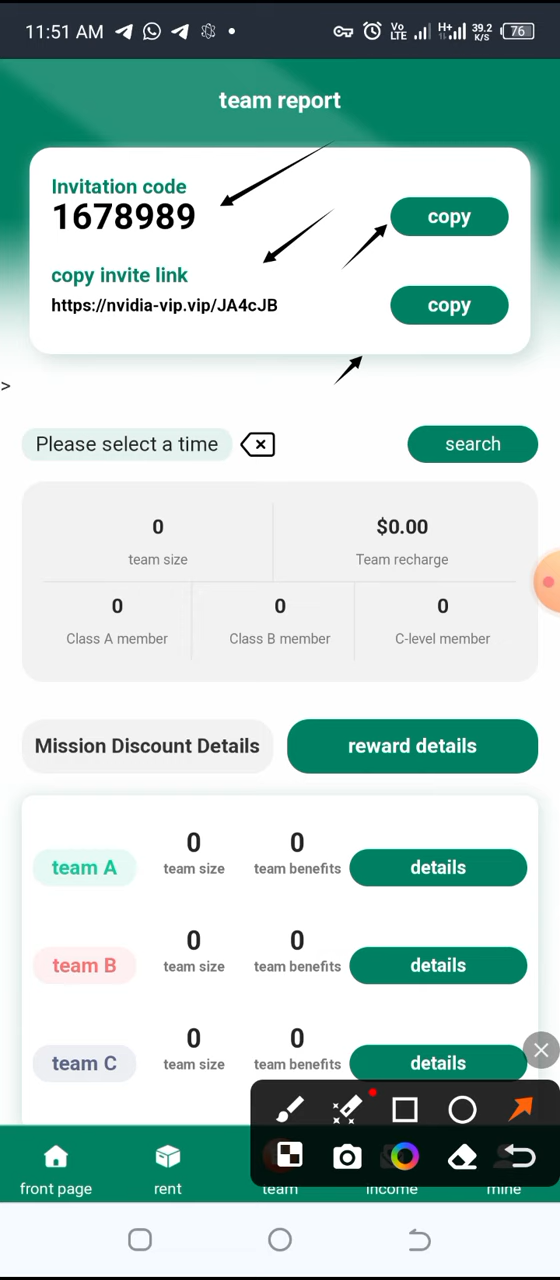 11:51 AM
Vo LTE H+ 39.2 K/S 76
team report
Invitation code
1678989
copy
copy invite link
https://nvidia-vip.vip/JA4cJB
copy
>
Please select a time
search
0 $0.00
team size Team recharge
0 0 0
Class A member Class B member C-level member
Mission Discount Details reward details
0 0
team A team size team benefits details
0 0
team B team size team benefits details
0 0
team C team size team benefits details
front page rent team income mine